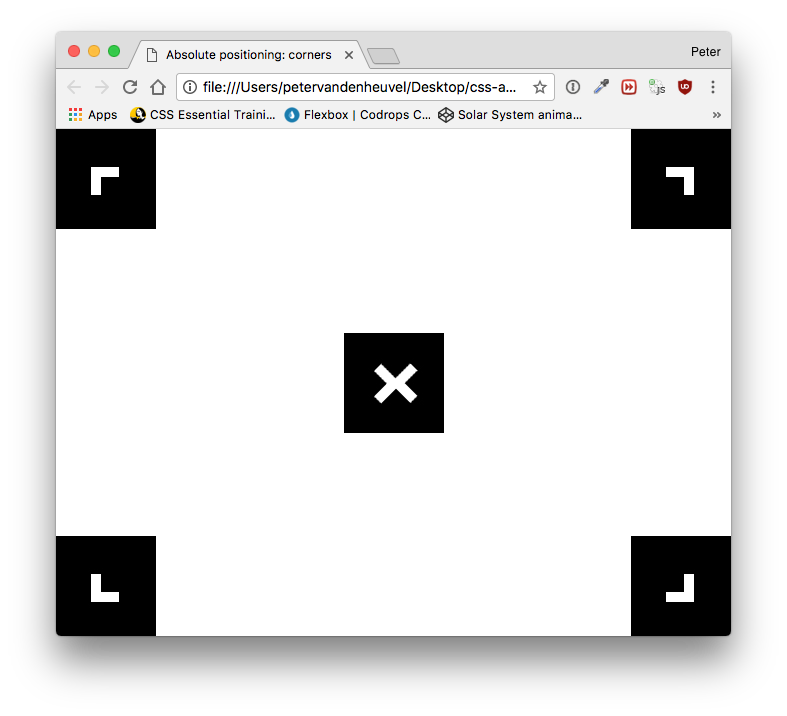 Absolute positioning: corners
Peter
file:///Users/petervandenheuvel/Desktop/css-a...
JS
UD
Apps
CSS Essential Traini...
Flexbox | Codrops C...
Solar System anima...
»